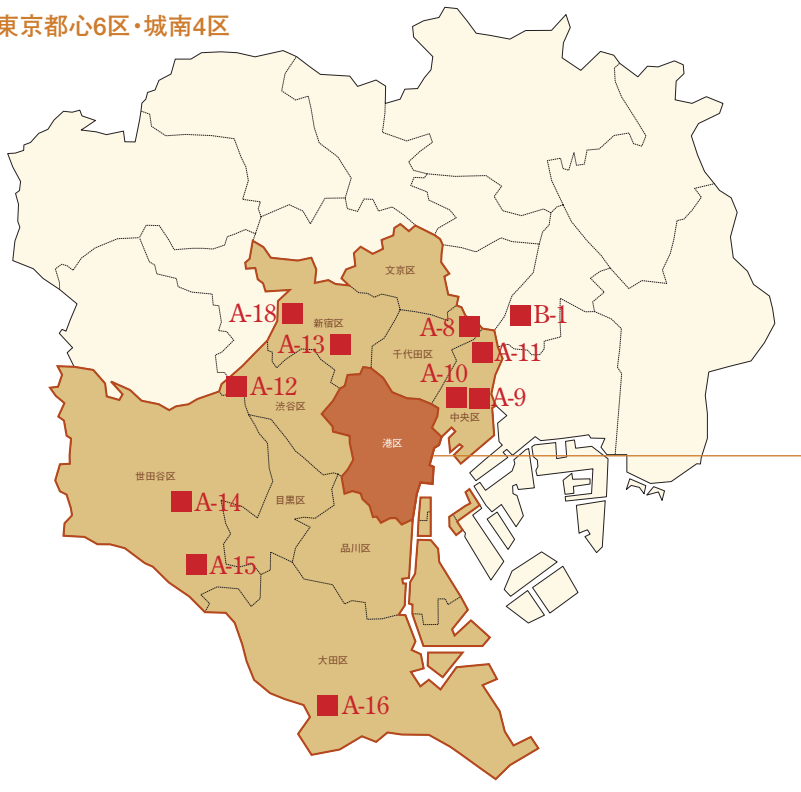 東京都心6区・城南4区
文京区
A-18
新宿区
A-8
B-1
A-13
千代田区
A-11
A-10
A-12
A-9
渋谷区
中央区
港区
世田谷区
A-14
目黒区
品川区
A-15
大田区
A-16